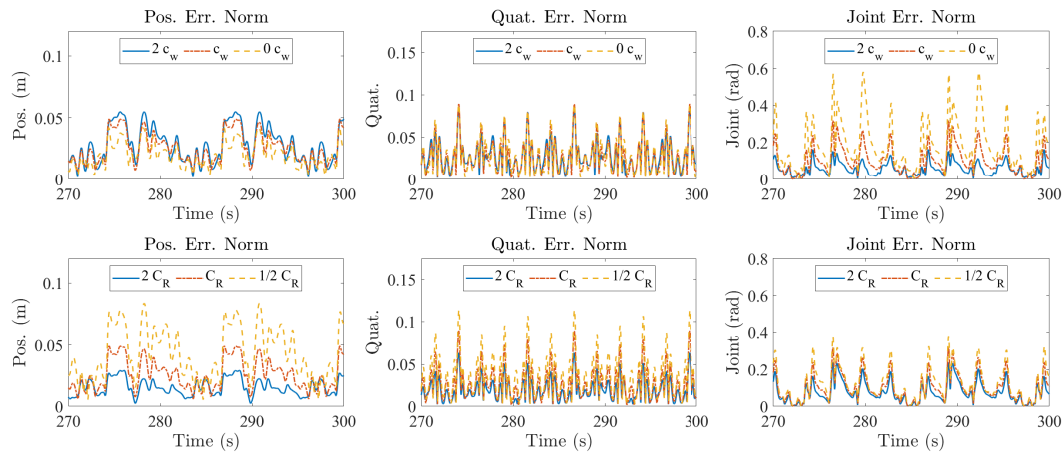 Pos. Err. Norm
Quat. Err. Norm
Joint Err. Norm
2 c_w c_w 0 c_w
2 c_w c_w 0 c_w
2 c_w c_w 0 c_w
Pos. (m)
0.1
0.05
0
Quat.
0.15
0.1
0.05
0
Joint (rad)
0.8
0.6
0.4
0.2
0
270 280 290 300
270 280 290 300
270 280 290 300
Time (s)
Time (s)
Time (s)
Pos. Err. Norm
Quat. Err. Norm
Joint Err. Norm
2 C_R C_R 1/2 C_R
2 C_R C_R 1/2 C_R
2 C_R C_R 1/2 C_R
Pos. (m)
0.1
0.05
0
Quat.
0.15
0.1
0.05
0
Joint (rad)
0.8
0.6
0.4
0.2
0
270 280 290 300
270 280 290 300
270 280 290 300
Time (s)
Time (s)
Time (s)